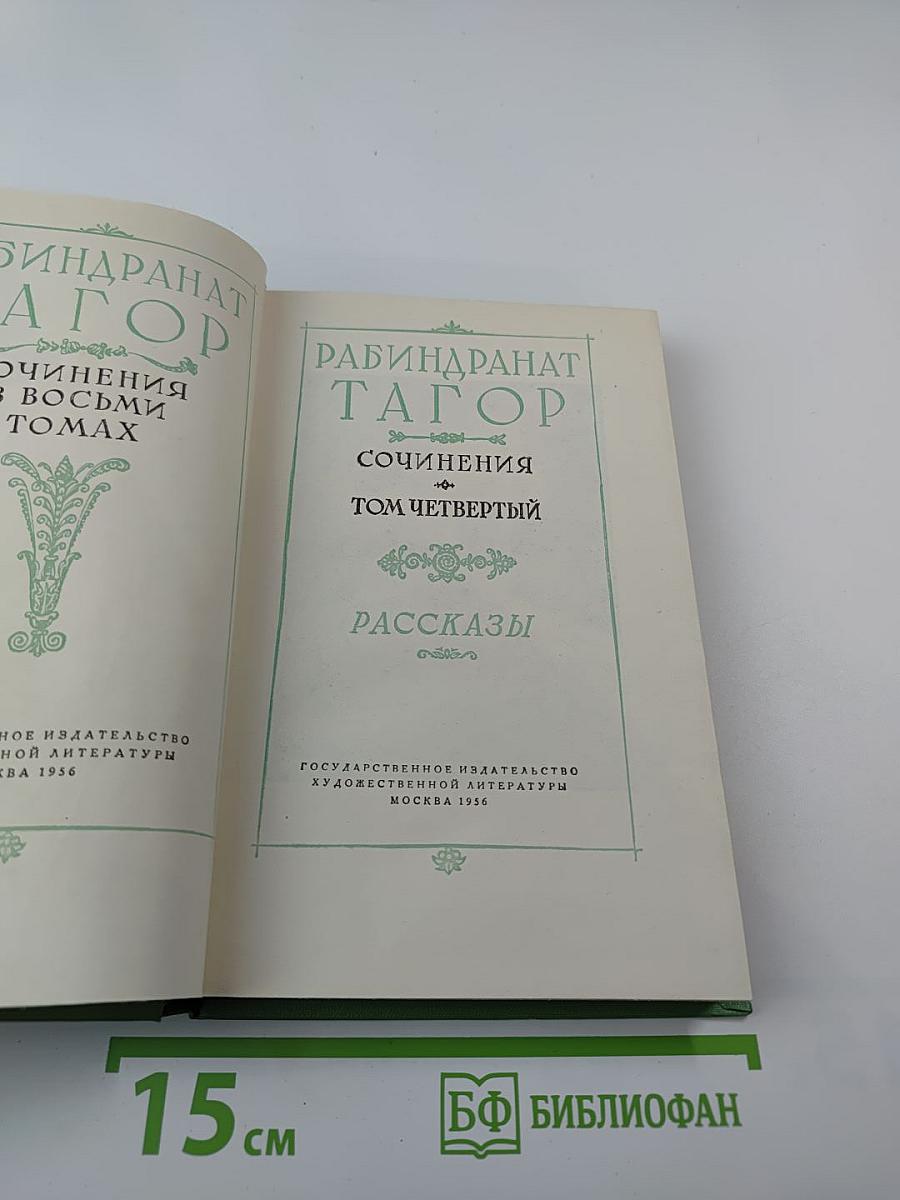 БИНДРАНАТ
АГОР
ОЧИНЕНИЯ
В ВОСЬМИ
ТОМАХ
НОЕ ИЗДАТЕЛЬСТВО
НОЙ ЛИТЕРАТУРЫ
КВА 1956
РАБИНДРАНАТ
ТАГОР
СОЧИНЕНИЯ
ТОМ ЧЕТВЕРТЫЙ
РАССКАЗЫ
ГОСУДАРСТВЕННОЕ ИЗДАТЕЛЬСТВО
ХУДОЖЕСТВЕННОЙ ЛИТЕРАТУРЫ
МОСКВА 1956
15 см
БФ БИБЛИОФАН